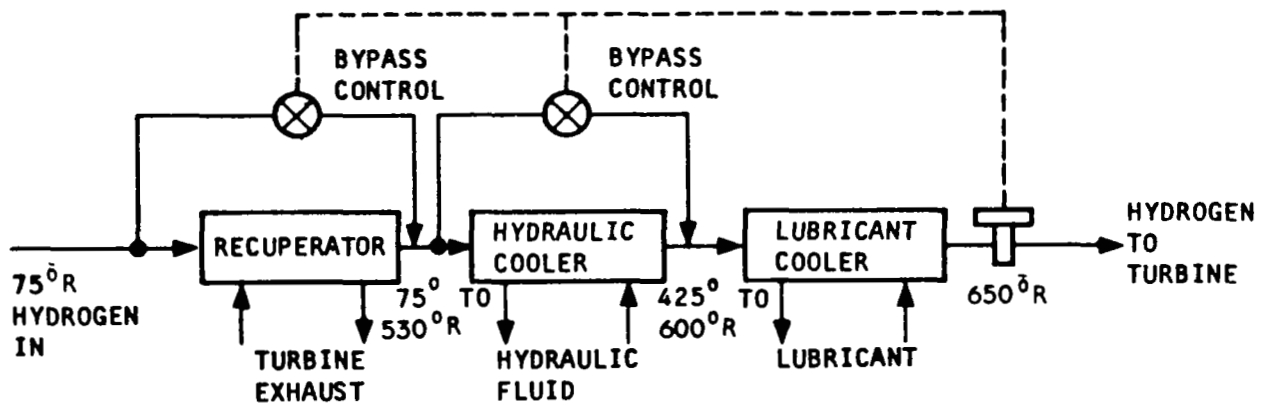 BYPASS
CONTROL
BYPASS
CONTROL
RECUPERATOR
HYDRAULIC
COOLER
LUBRICANT
COOLER
HYDROGEN
TO
TURBINE
75°R
HYDROGEN
IN
75° TO
530°R
425° TO
600°R
650°R
TURBINE
EXHAUST
HYDRAULIC
FLUID
LUBRICANT